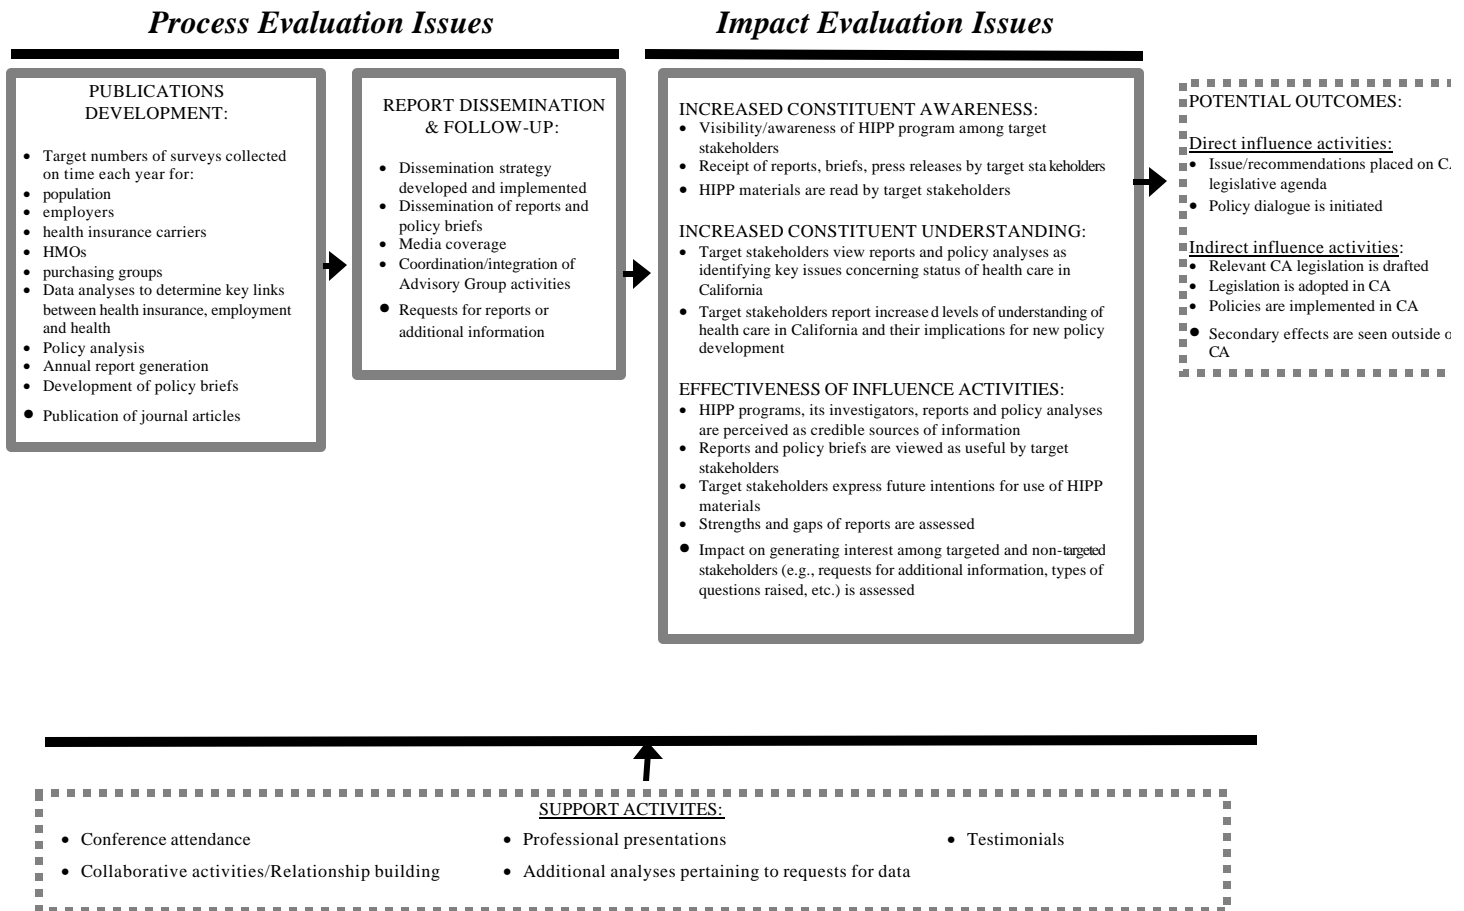 Process Evaluation Issues
Impact Evaluation Issues
PUBLICATIONS
DEVELOPMENT:
• Target numbers of surveys collected
on time each year for:
• population
• employers
• health insurance carriers
• HMOs
• purchasing groups
• Data analyses to determine key links
between health insurance, employment
and health
• Policy analysis
• Annual report generation
• Development of policy briefs
• Publication of journal articles
REPORT DISSEMINATION
& FOLLOW-UP:
• Dissemination strategy
developed and implemented
• Dissemination of reports and
policy briefs
• Media coverage
• Coordination/integration of
Advisory Group activities
• Requests for reports or
additional information
INCREASED CONSTITUENT AWARENESS:
• Visibility/awareness of HIPP program among target
stakeholders
• Receipt of reports, briefs, press releases by target stakeholders
• HIPP materials are read by target stakeholders
INCREASED CONSTITUENT UNDERSTANDING:
• Target stakeholders view reports and policy analyses as
identifying key issues concerning status of health care in
California
• Target stakeholders report increased levels of understanding of
health care in California and their implications for new policy
development
EFFECTIVENESS OF INFLUENCE ACTIVITIES:
• HIPP programs, its investigators, reports and policy analyses
are perceived as credible sources of information
• Reports and policy briefs are viewed as useful by target
stakeholders
• Target stakeholders express future intentions for use of HIPP
materials
• Strengths and gaps of reports are assessed
• Impact on generating interest among targeted and non-targeted
stakeholders (e.g., requests for additional information, types of
questions raised, etc.) is assessed
POTENTIAL OUTCOMES:
Direct influence activities:
• Issue/recommendations placed on
legislative agenda
• Policy dialogue is initiated
Indirect influence activities:
• Relevant CA legislation is drafted
• Legislation is adopted in CA
• Policies are implemented in CA
• Secondary effects are seen outside
CA
SUPPORT ACTIVITES:
• Conference attendance
• Collaborative activities/Relationship building
• Professional presentations
• Additional analyses pertaining to requests for data
• Testimonials